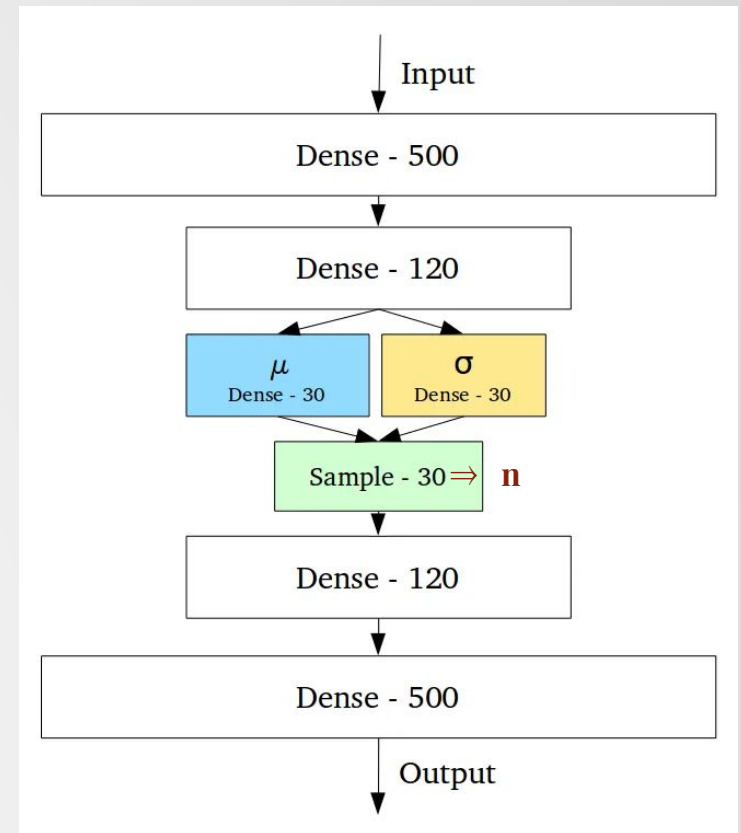 Input
Dense - 500
Dense - 120
μ
Dense - 30
σ
Dense - 30
Sample - 30 ⇒ n
Dense - 120
Dense - 500
Output